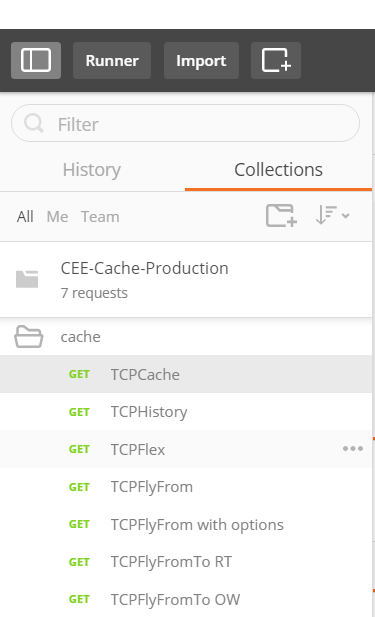 Runner Import
Filter
History Collections
All Me Team
CEE-Cache-Production
7 requests
cache
GET TCPCache
GET TCPHistory
GET TCPFlex
GET TCPFlyFrom
GET TCPFlyFrom with options
GET TCPFlyFromTo RT
GET TCPFlyFromTo OW